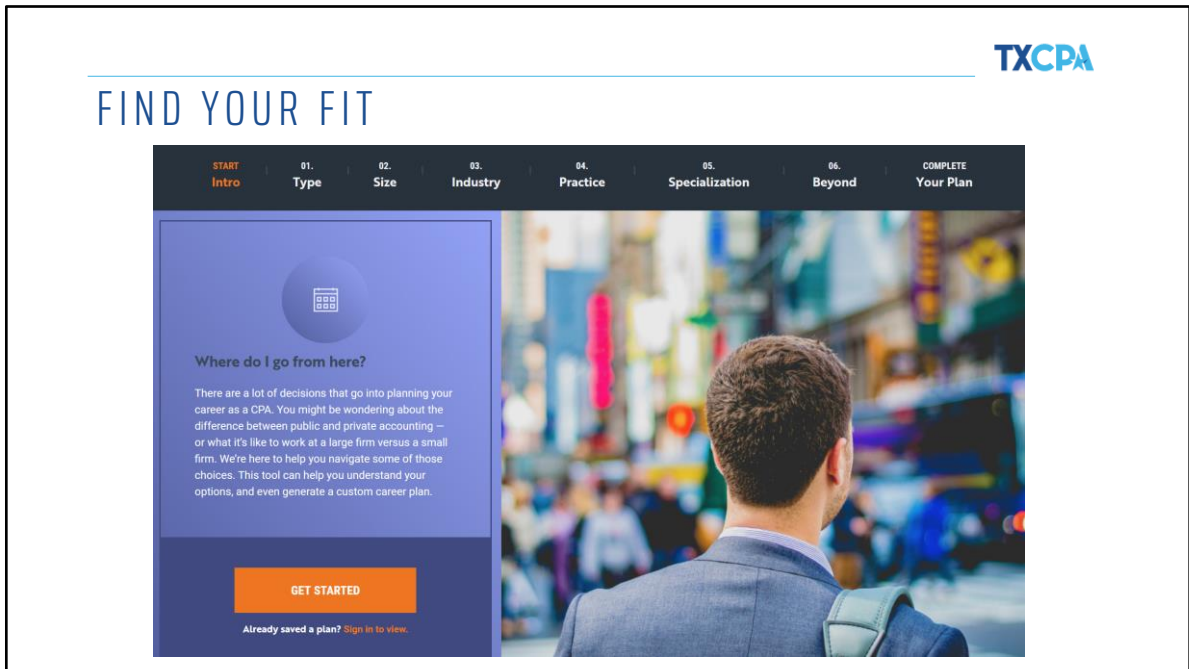 TXCPA
FIND YOUR FIT
START 01. 02. 03. 04. 05. 06. COMPLETE
Intro Type Size Industry Practice Specialization Beyond Your Plan
Where do I go from here?
There are a lot of decisions that go into planning your
career as a CPA. You might be wondering about the
difference between public and private accounting —
or what it's like to work at a large firm versus a small
firm. We're here to help you navigate some of those
choices. This tool can help you understand your
options, and even generate a custom career plan.
GET STARTED
Already saved a plan? Sign in to view.